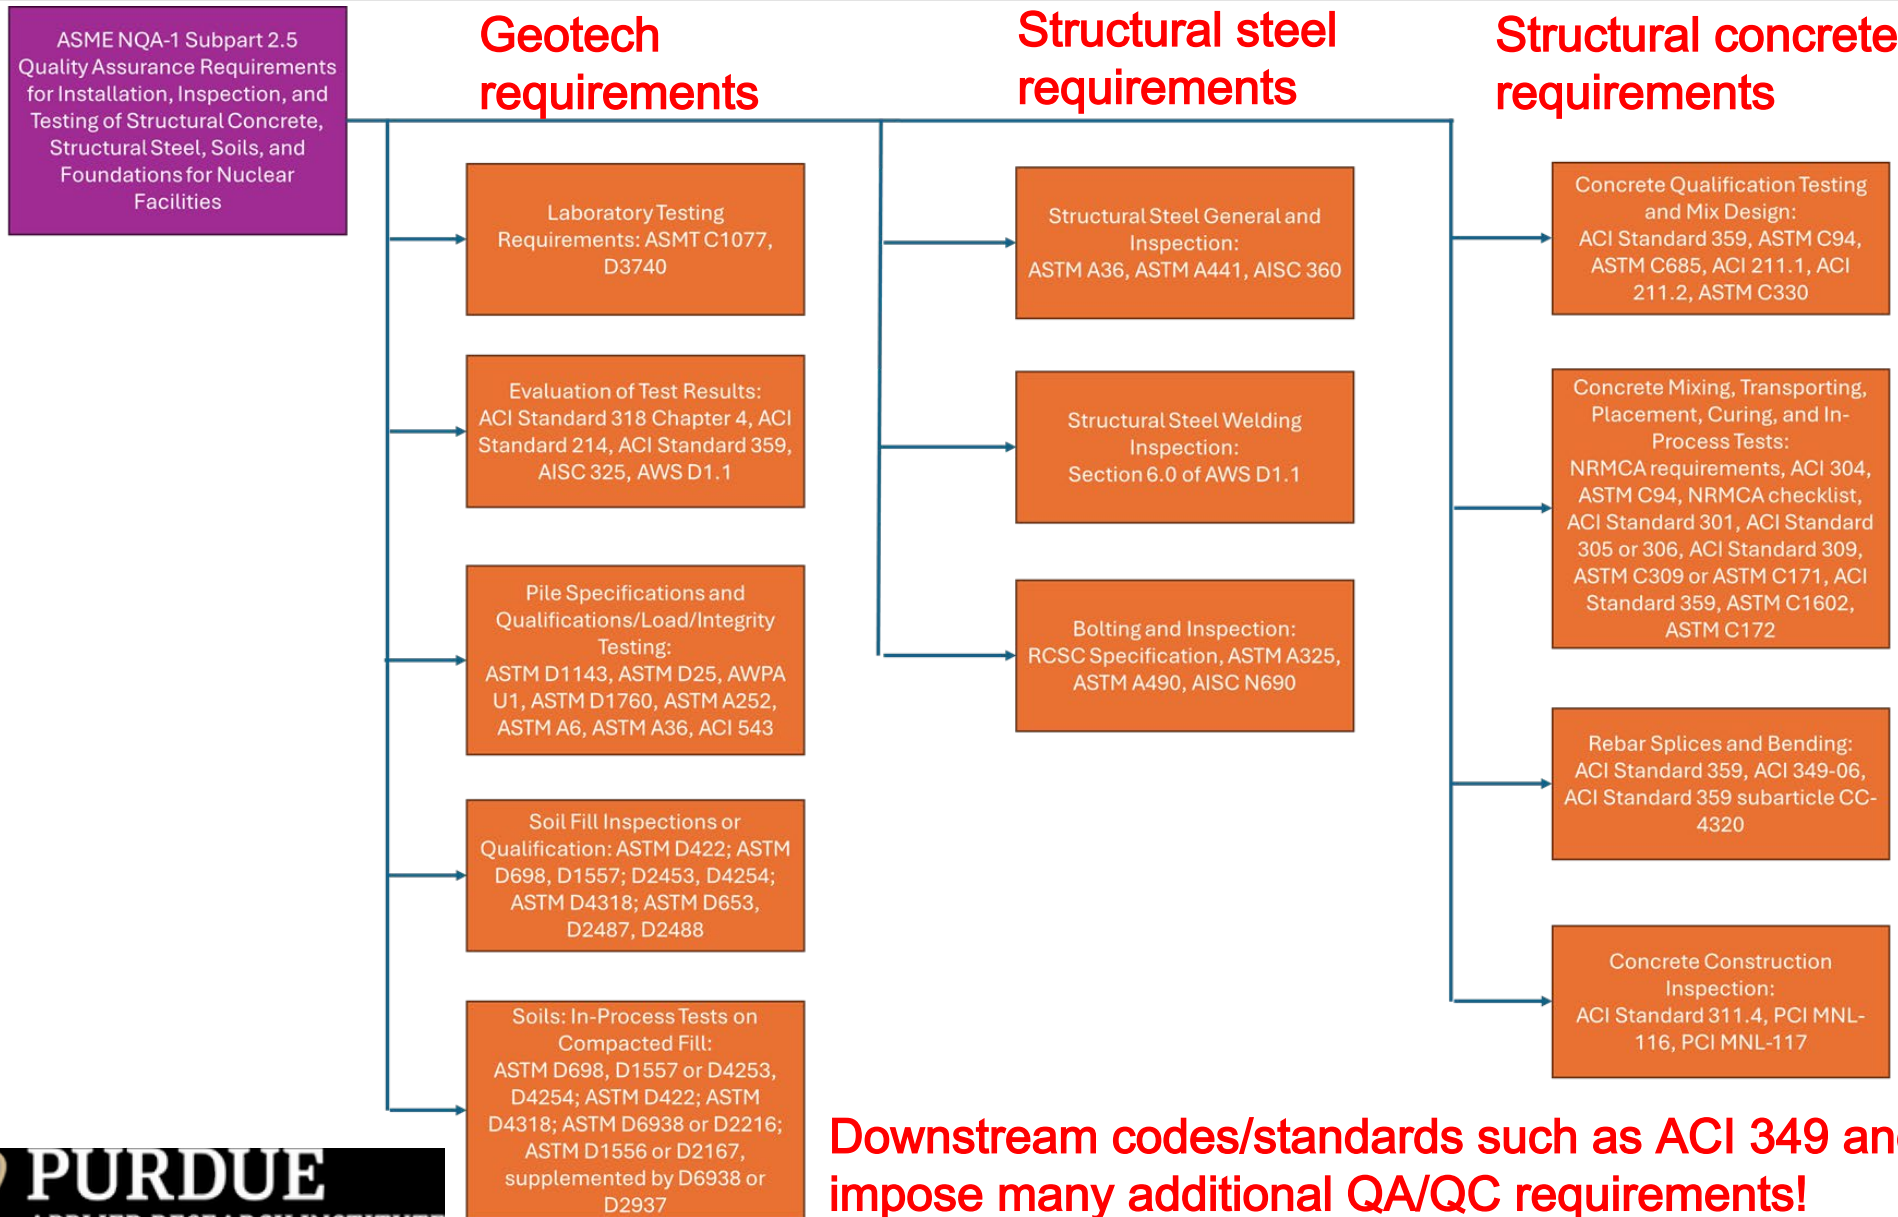 ASME NQA-1 Subpart 2.5
Quality Assurance Requirements
for Installation, Inspection, and
Testing of Structural Concrete,
Structural Steel, Soils, and
Foundations for Nuclear
Facilities
Geotech
requirements
Laboratory Testing
Requirements: ASMT C1077,
D3740
Evaluation of Test Results:
ACI Standard 318 Chapter 4, ACI
Standard 214, ACI Standard 359,
AISC 325, AWS D1.1
Pile Specifications and
Qualifications/Load/Integrity
Testing:
ASTM D1143, ASTM D25, AWPA
U1, ASTM D1760, ASTM A252,
ASTM A6, ASTM A36, ACI 543
Soil Fill Inspections or
Qualification: ASTM D422; ASTM
D698, D1557; D2453, D4254;
ASTM D4318; ASTM D653,
D2487, D2488
Soils: In-Process Tests on
Compacted Fill:
ASTM D698, D1557 or D4253,
D4254; ASTM D422; ASTM
D4318; ASTM D6938 or D2216;
ASTM D1556 or D2167,
supplemented by D6938 or
D2937
Structural steel
requirements
Structural Steel General and
Inspection:
ASTM A36, ASTM A441, AISC 360
Structural Steel Welding
Inspection:
Section 6.0 of AWS D1.1
Bolting and Inspection:
RCSC Specification, ASTM A325,
ASTM A490, AISC N690
Structural concrete
requirements
Concrete Qualification Testing
and Mix Design:
ACI Standard 359, ASTM C94,
ASTM C685, ACI 211.1, ACI
211.2, ASTM C330
Concrete Mixing, Transporting,
Placement, Curing, and In-
Process Tests:
NRMCA requirements, ACI 304,
ASTM C94, NRMCA checklist,
ACI Standard 301, ACI Standard
305 or 306, ACI Standard 309,
ASTM C309 or ASTM C171, ACI
Standard 359, ASTM C1602,
ASTM C172
Rebar Splices and Bending:
ACI Standard 359, ACI 349-06,
ACI Standard 359 subarticle CC-
4320
Concrete Construction
Inspection:
ACI Standard 311.4, PCI MNL-
116, PCI MNL-117
Downstream codes/standards such as ACI 349 an
impose many additional QA/QC requirements!
PURDUE
APPLIED RESEARCH INSTITUTE